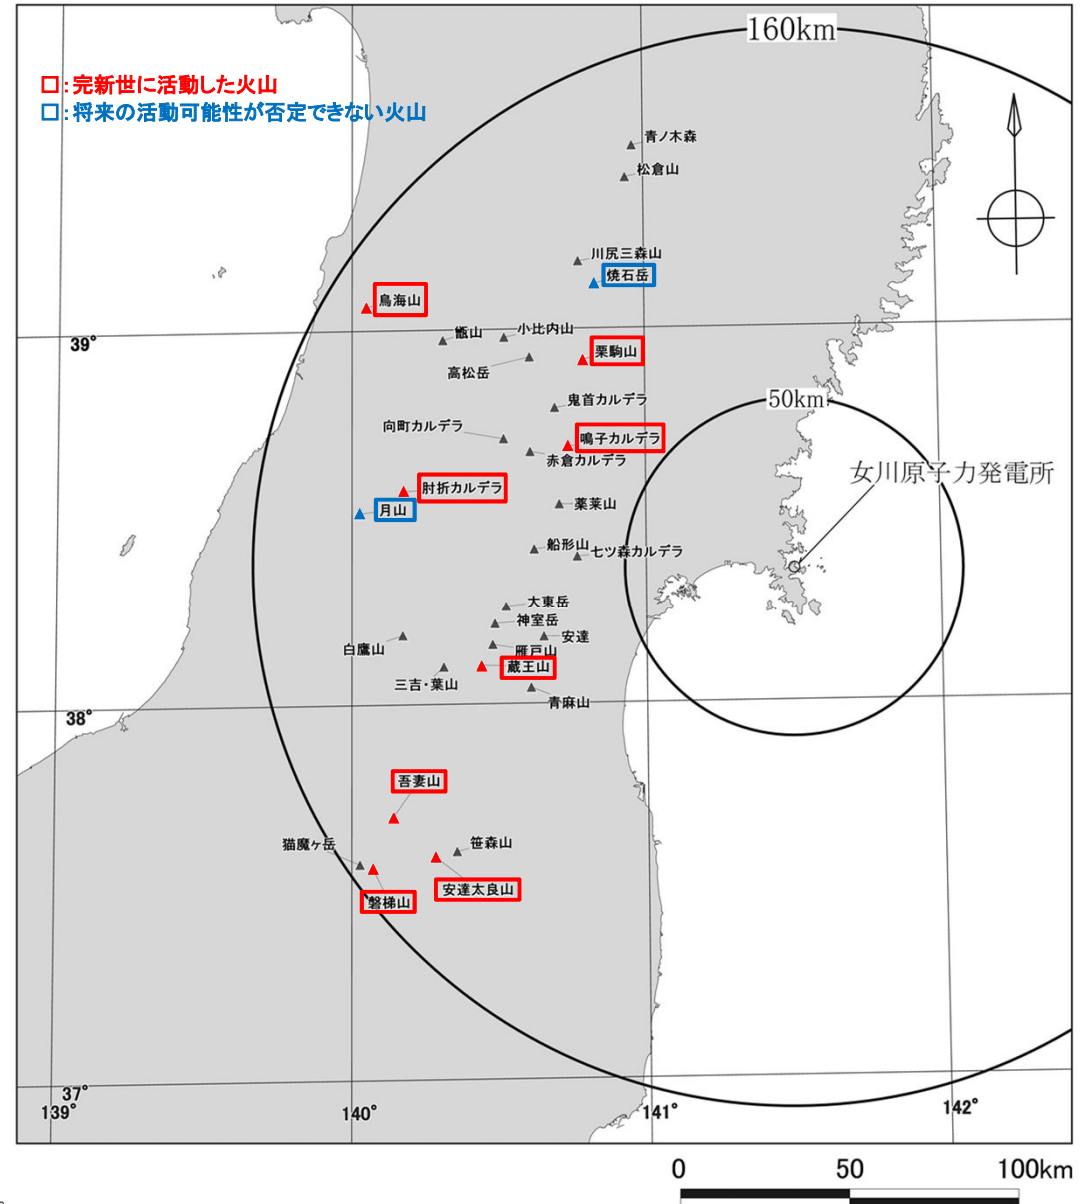 160km
□:完新世に活動した火山
□:将来の活動可能性が否定できない火山
青ノ木森
松倉山
川尻三森山
焼石岳
鳥海山
甑山
小比内山
39°
栗駒山
高松岳
50km
鬼首カルデラ
向町カルデラ
鳴子カルデラ
赤倉カルデラ
女川原子力発電所
肘折カルデラ
月山
薬莱山
船形山
七ツ森カルデラ
大東岳
神室岳
安達
白鷹山
雁戸山
蔵王山
三吉・葉山
青麻山
38°
吾妻山
猫魔ヶ岳
笹森山
安達太良山
磐梯山
37°
139°
140°
141°
142°
0
50
100km